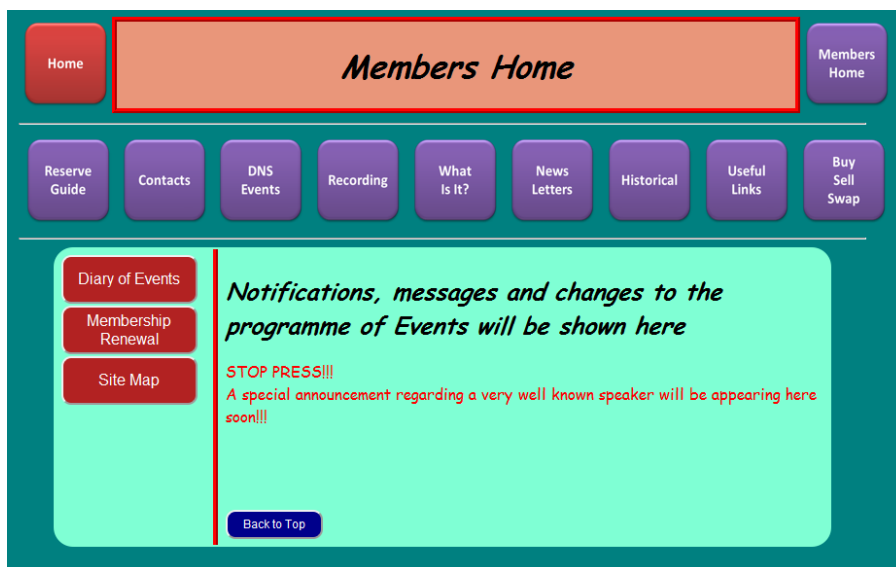 Home
Members Home
Members
Home
Reserve
Guide
Contacts
DNS
Events
Recording
What
Is It?
News
Letters
Historical
Useful
Links
Buy
Sell
Swap
Diary of Events
Membership
Renewal
Site Map
Notifications, messages and changes to the
programme of Events will be shown here
STOP PRESS!!!
A special announcement regarding a very well known speaker will be appearing here
soon!!!
Back to Top